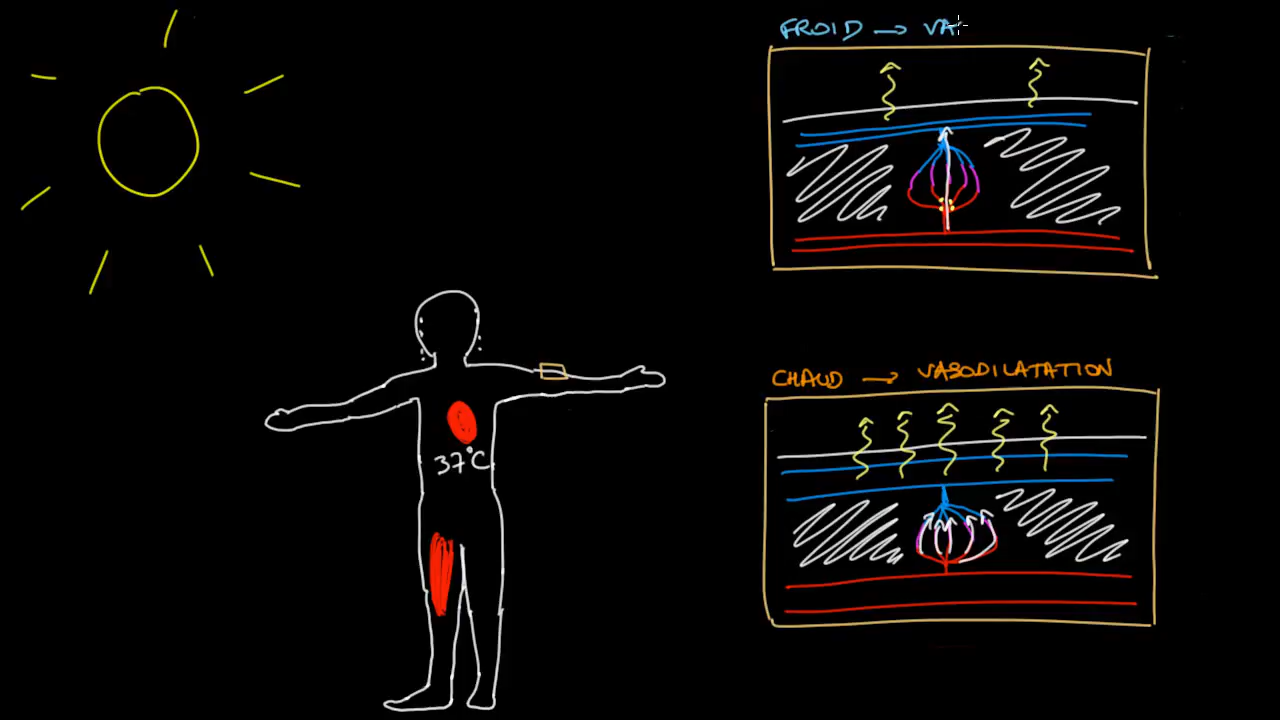 FROID → VA
CHAUD → VASODILATATION
37°C